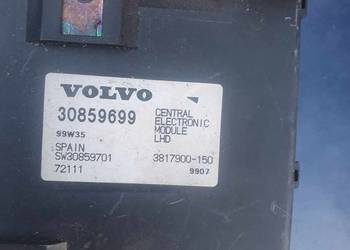 VOLVO
30859699
CENTRAL
ELECTRONIC
MODULE
LHD
99W35
SPAIN
SW30859701
3817900-150
72111
9907